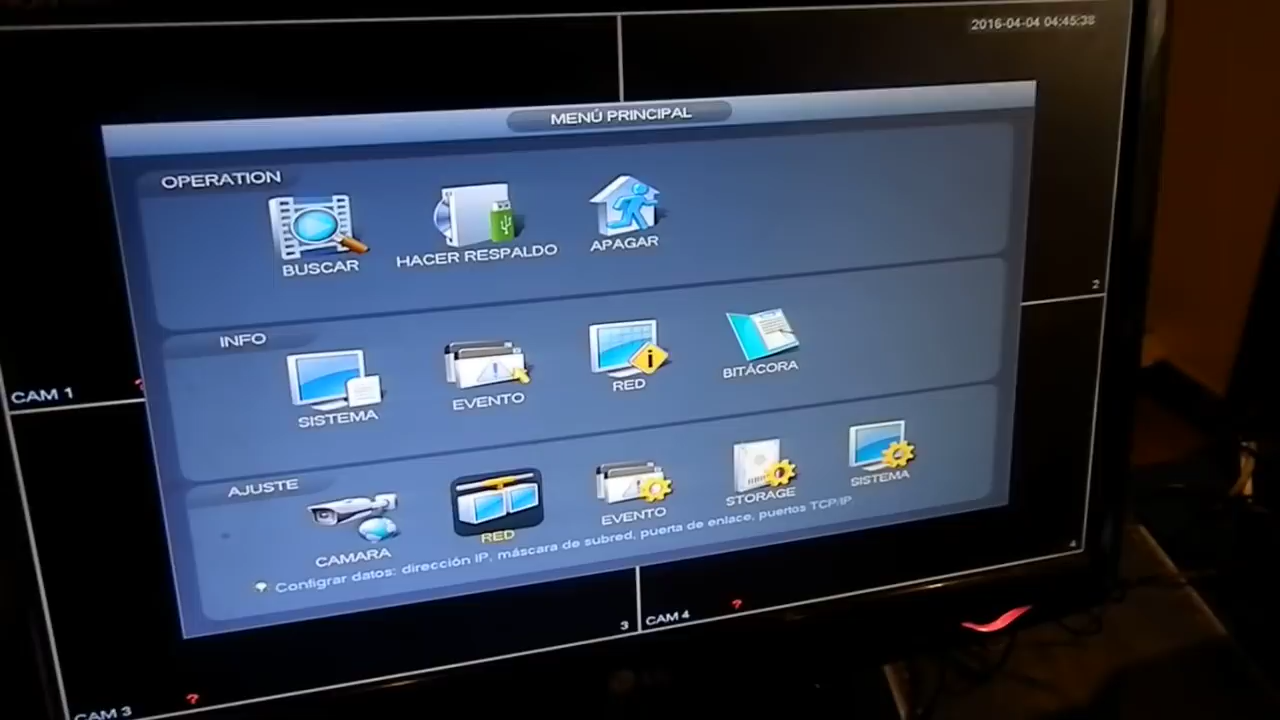 2016-04-04 04:45:38
MENÚ PRINCIPAL
OPERATION
BUSCAR
HACER RESPALDO
APAGAR
2
INFO
SISTEMA
EVENTO
RED
BITÁCORA
CAM 1
AJUSTE
CAMARA
RED
EVENTO
STORAGE
SISTEMA
Configrar datos: dirección IP, máscara de subred, puerta de enlace, puertos TCP/IP
3
CAM 4
?
4
CAM 3
?